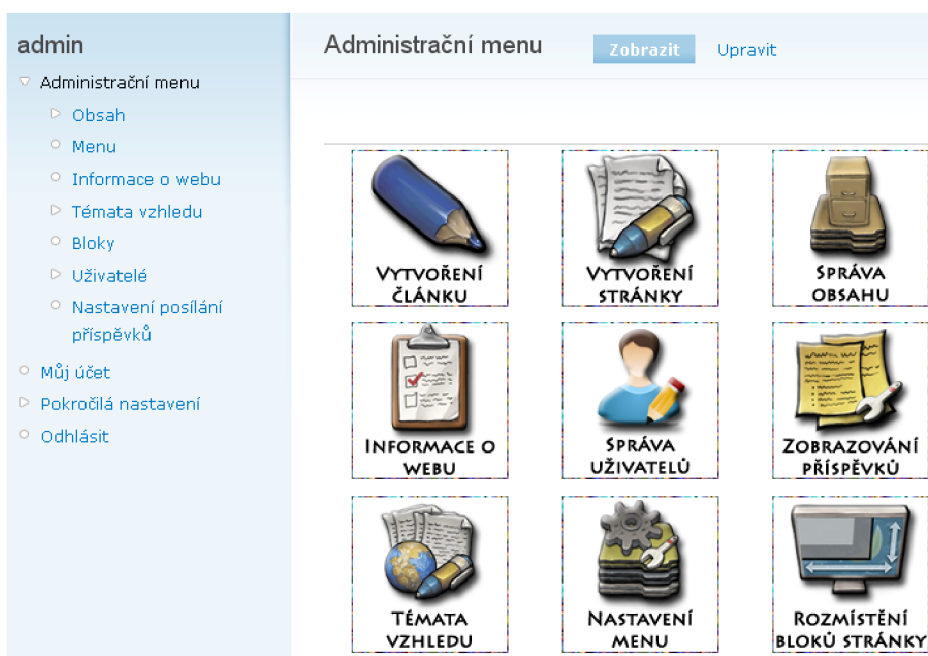 admin
Administrační menu
Obsah
Menu
Informace o webu
Témata vzhledu
Bloky
Uživatelé
Nastavení posílání
příspěvků
Můj účet
Pokročilá nastavení
Odhlásit
Administrační menu
Zobrazit
Upravit
VYTVOŘENÍ
ČLÁNKU
VYTVOŘENÍ
STRÁNKY
SPRÁVA
OBSAHU
INFORMACE O
WEBU
SPRÁVA
UŽIVATELŮ
ZOBRAZOVÁNÍ
PŘÍSPĚVKŮ
TÉMATA
VZHLEDU
NASTAVENÍ
MENU
ROZMÍSTĚNÍ
BLOKŮ STRÁNKY